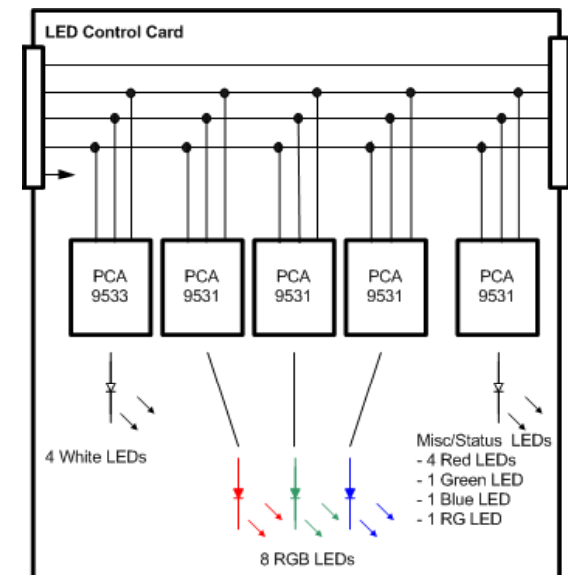 LED Control Card
PCA
9533
PCA
9531
PCA
9531
PCA
9531
PCA
9531
4 White LEDs
8 RGB LEDs
Misc/Status LEDs
- 4 Red LEDs
- 1 Green LED
- 1 Blue LED
- 1 RG LED